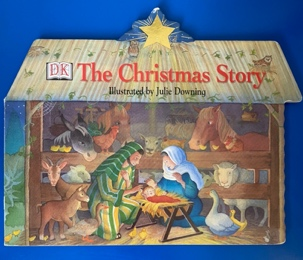 DK
The Christmas Story
Illustrated by Julie Downing